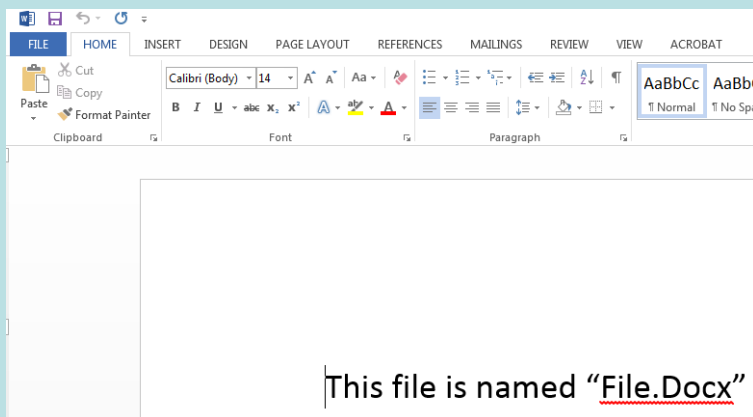 FILE HOME INSERT DESIGN PAGE LAYOUT REFERENCES MAILINGS REVIEW VIEW ACROBAT
Cut
Copy
Paste
Format Painter
Clipboard
Calibri (Body) 14
Font
Paragraph
AaBbCc
¶ Normal
¶ No Spa
This file is named “File.Docx”